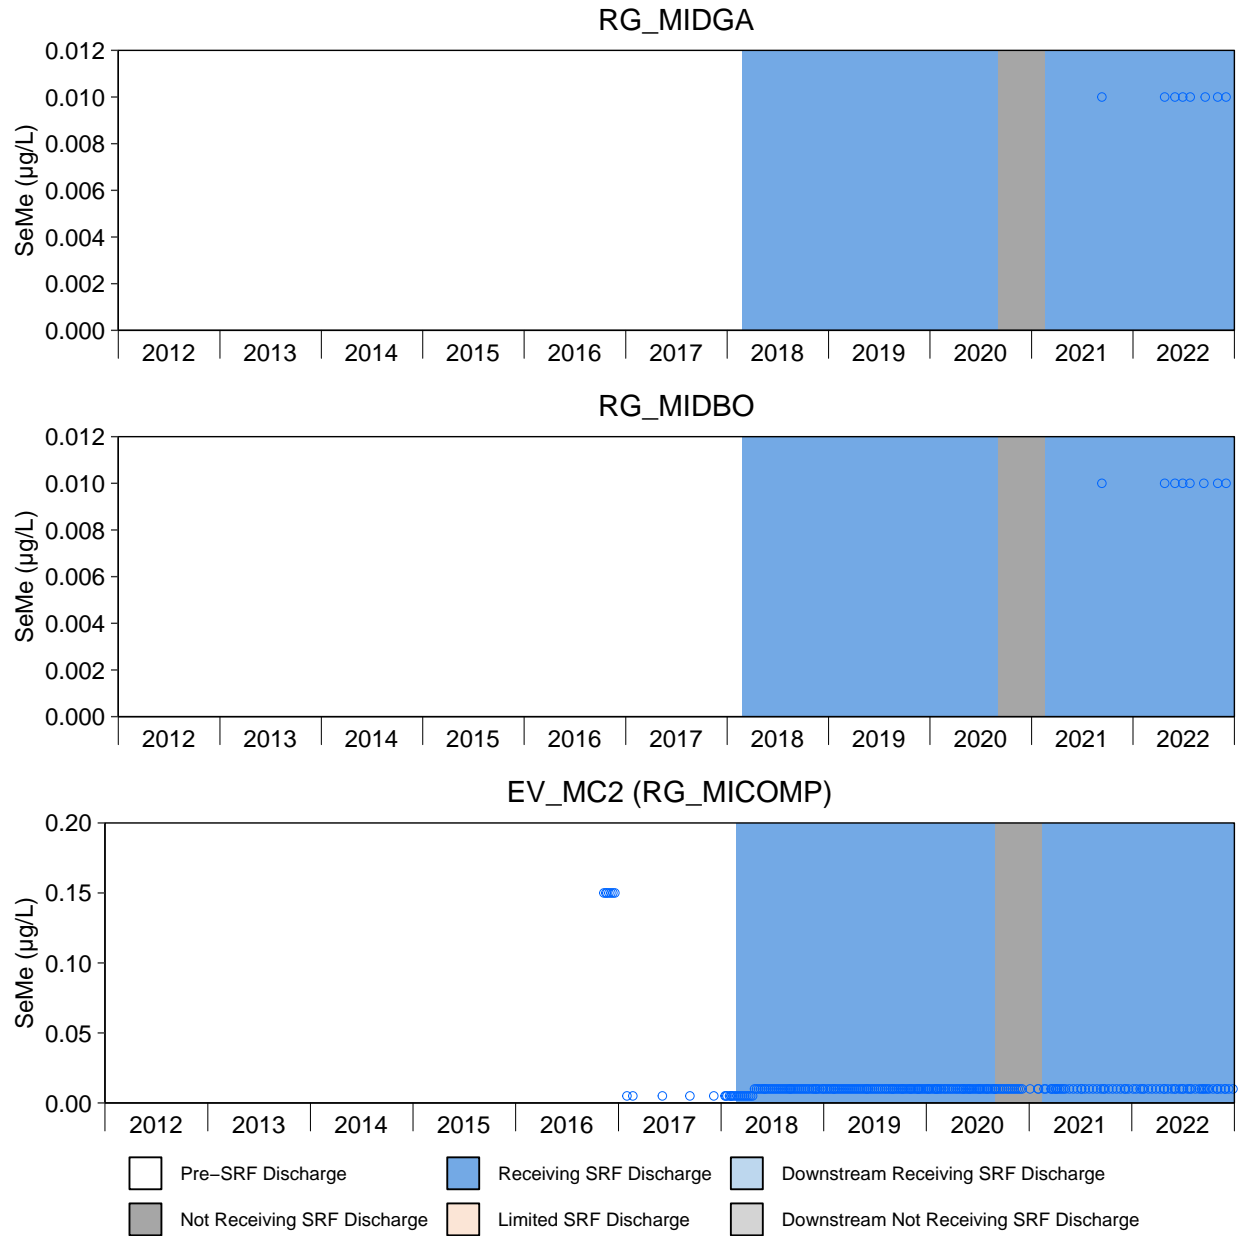 RG_MIDGA
SeMe (µg/L)
0.012
0.010
0.008
0.006
0.004
0.002
0.000
2012 2013 2014 2015 2016 2017 2018 2019 2020 2021 2022
RG_MIDBO
SeMe (µg/L)
0.012
0.010
0.008
0.006
0.004
0.002
0.000
2012 2013 2014 2015 2016 2017 2018 2019 2020 2021 2022
EV_MC2 (RG_MICOMP)
SeMe (µg/L)
0.20
0.15
0.10
0.05
0.00
2012 2013 2014 2015 2016 2017 2018 2019 2020 2021 2022
Pre−SRF Discharge Receiving SRF Discharge Downstream Receiving SRF Discharge
Not Receiving SRF Discharge Limited SRF Discharge Downstream Not Receiving SRF Discharge